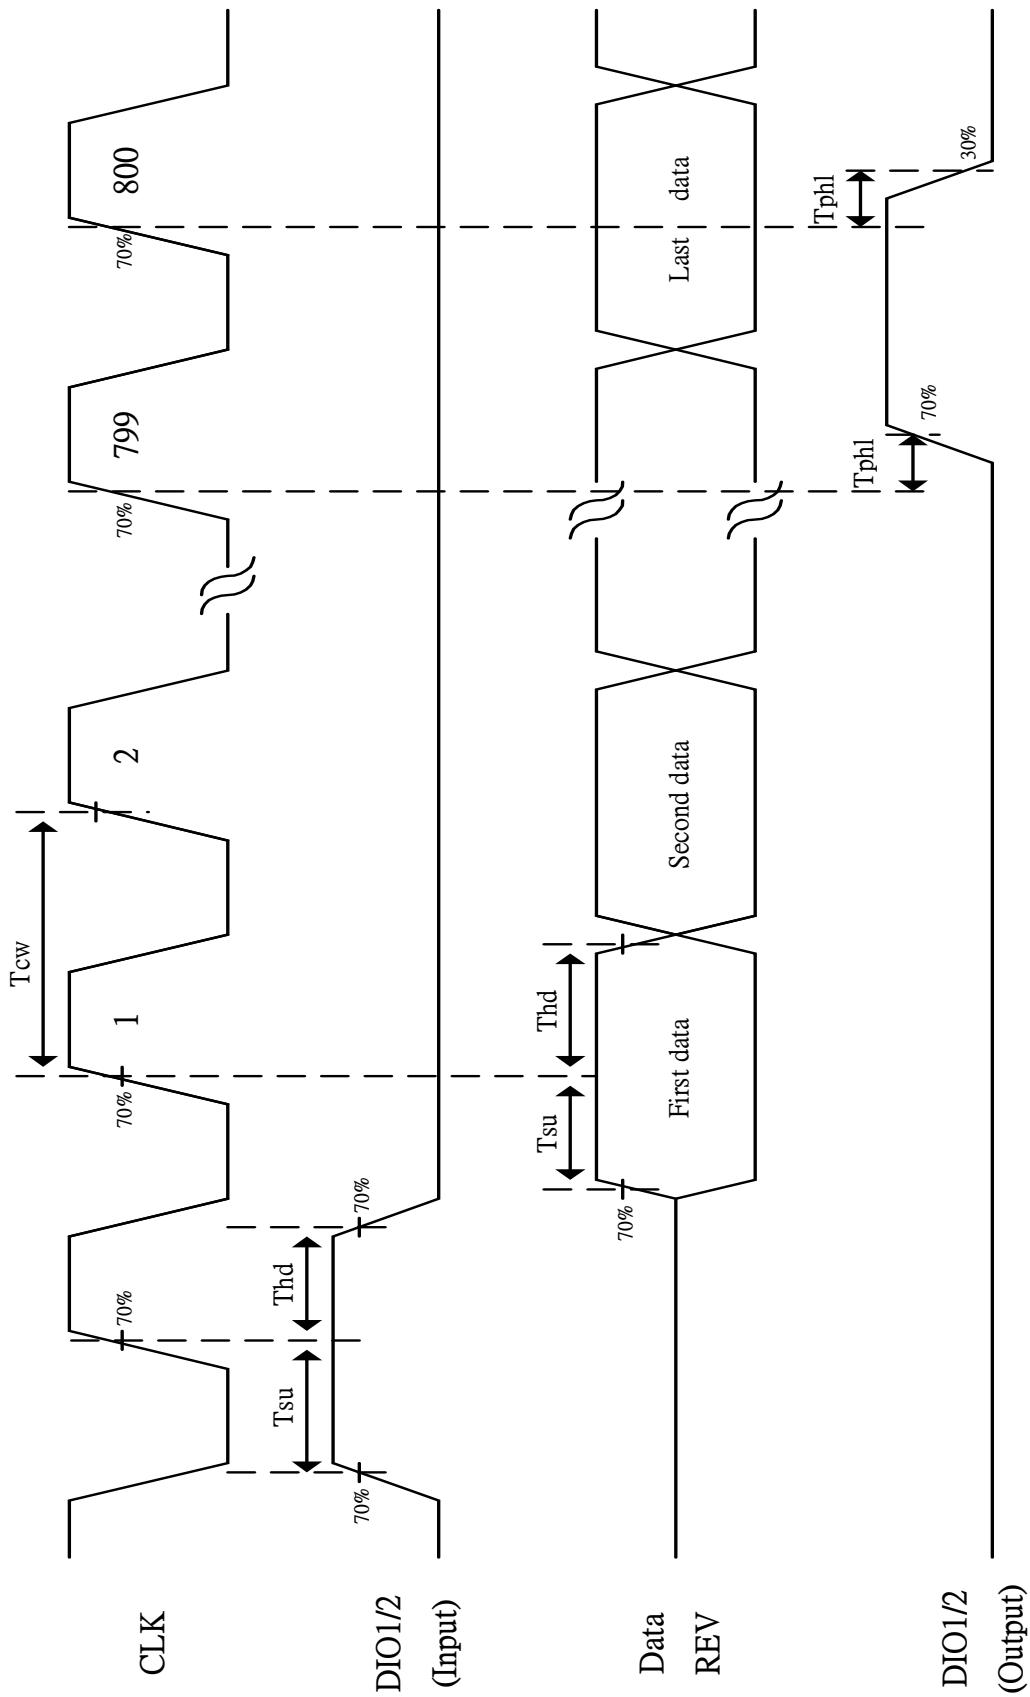 Tcw
CLK
70%
70%
1
2
70%
799
70%
800
DIO1/2
(Input)
70%
Tsu
Thd
70%
Data
REV
70%
Tsu
Thd
First data
Second data
Last data
DIO1/2
(Output)
Tphl
70%
Tphl
30%